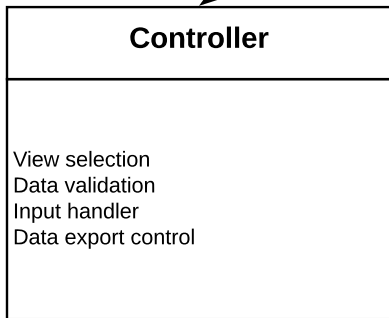 Controller
View selection
Data validation
Input handler
Data export control